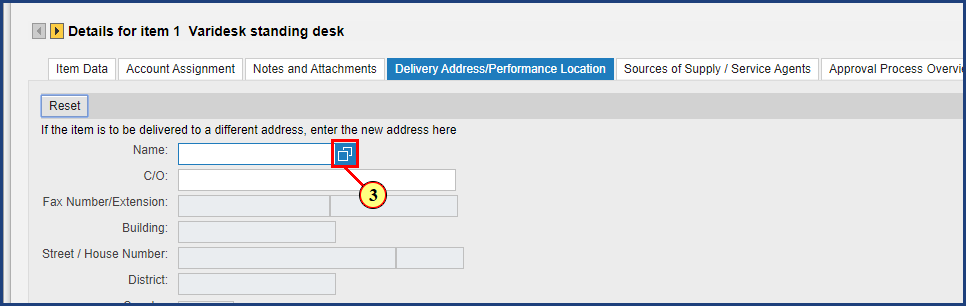 Details for item 1 Varidesk standing desk
Item Data Account Assignment Notes and Attachments Delivery Address/Performance Location Sources of Supply / Service Agents Approval Process Overvie
Reset
If the item is to be delivered to a different address, enter the new address here
Name:
C/O:
3
Fax Number/Extension:
Building:
Street / House Number:
District: